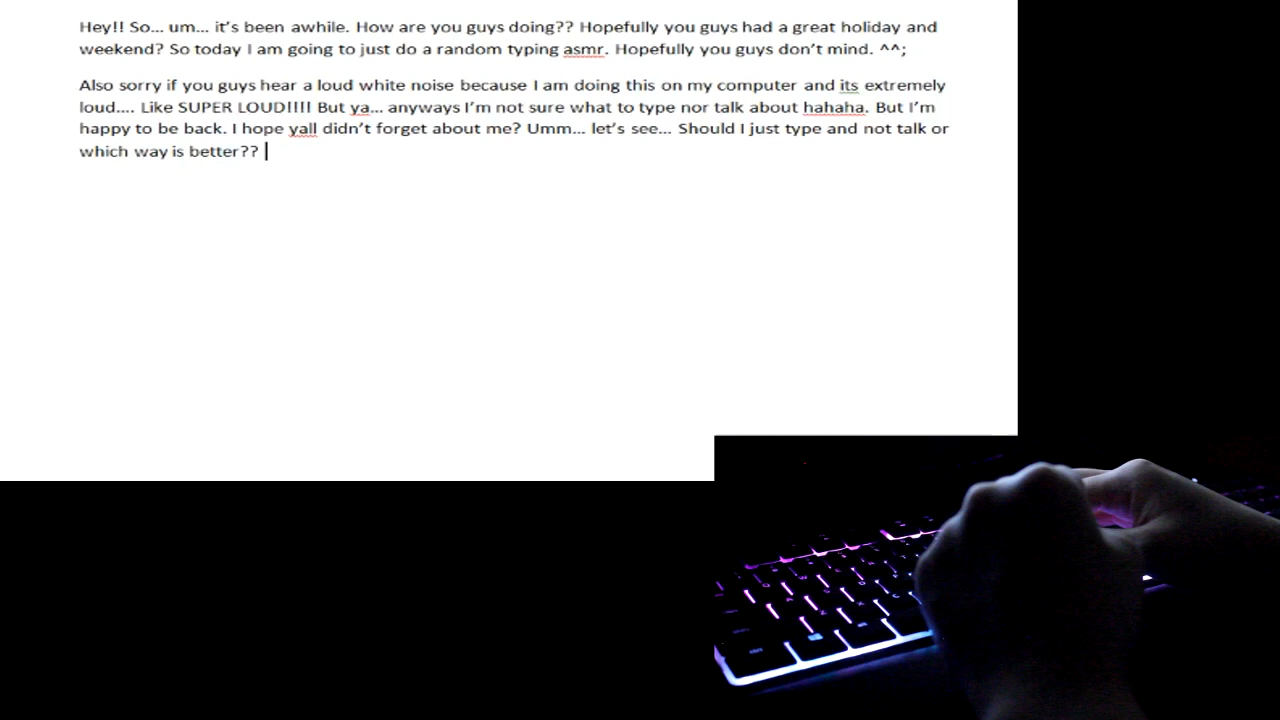 Hey!! So... um... it's been awhile. How are you guys doing?? Hopefully you guys had a great holiday and
weekend? So today I am going to just do a random typing asmr. Hopefully you guys don't mind. ^^;
Also sorry if you guys hear a loud white noise because I am doing this on my computer and its extremely
loud.... Like SUPER LOUD!!!! But ya... anyways I'm not sure what to type nor talk about hahaha. But I'm
happy to be back. I hope yall didn't forget about me? Umm... let's see... Should I just type and not talk or
which way is better??